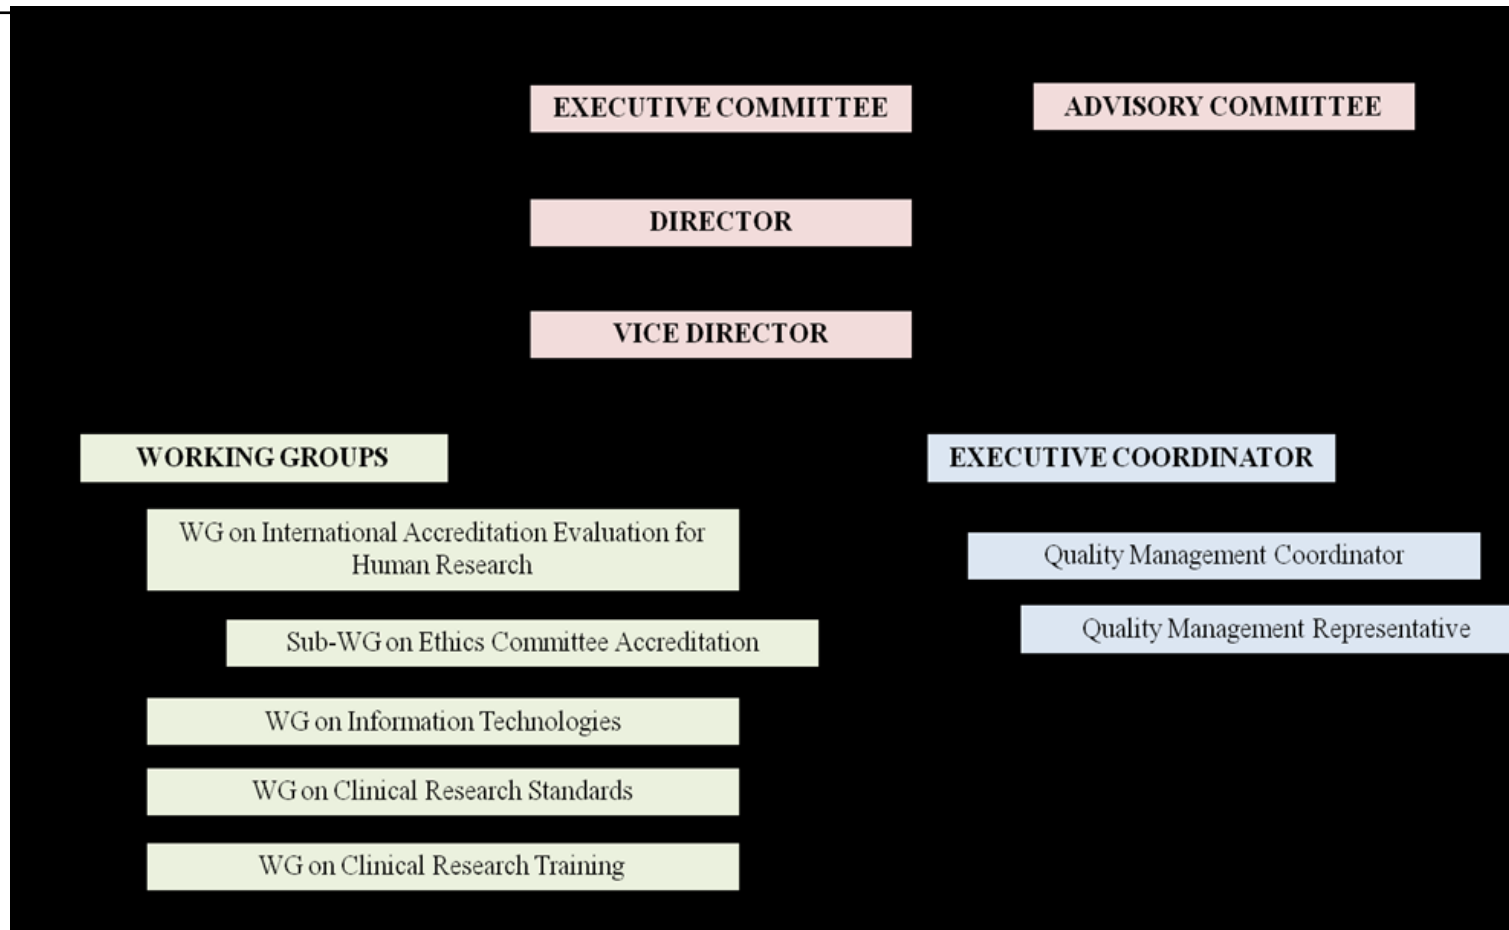 EXECUTIVE COMMITTEE
ADVISORY COMMITTEE
DIRECTOR
VICE DIRECTOR
WORKING GROUPS
WG on International Accreditation Evaluation for
Human Research
Sub-WG on Ethics Committee Accreditation
WG on Information Technologies
WG on Clinical Research Standards
WG on Clinical Research Training
EXECUTIVE COORDINATOR
Quality Management Coordinator
Quality Management Representative